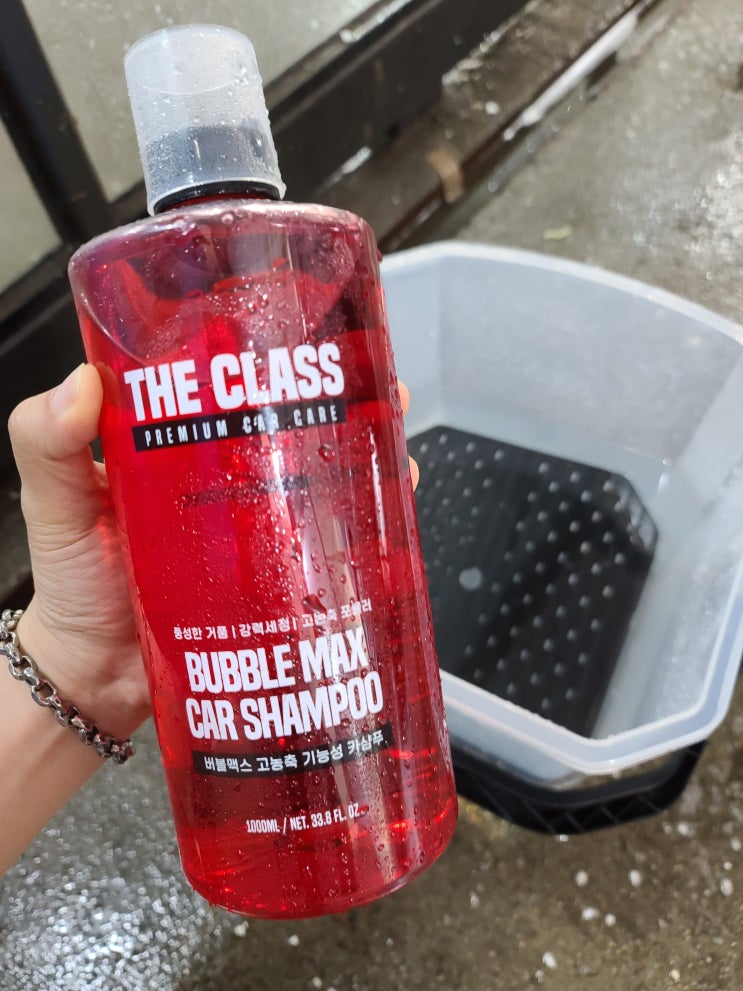 THE CLASS
PREMIUM CAR CARE
풍성한 거품 | 강력세정 | 고농축 포뮬러
BUBBLE MAX
CAR SHAMPOO
버블맥스 고농축 기능성 카샴푸
1000ML / NET. 33.8 FL. OZ.